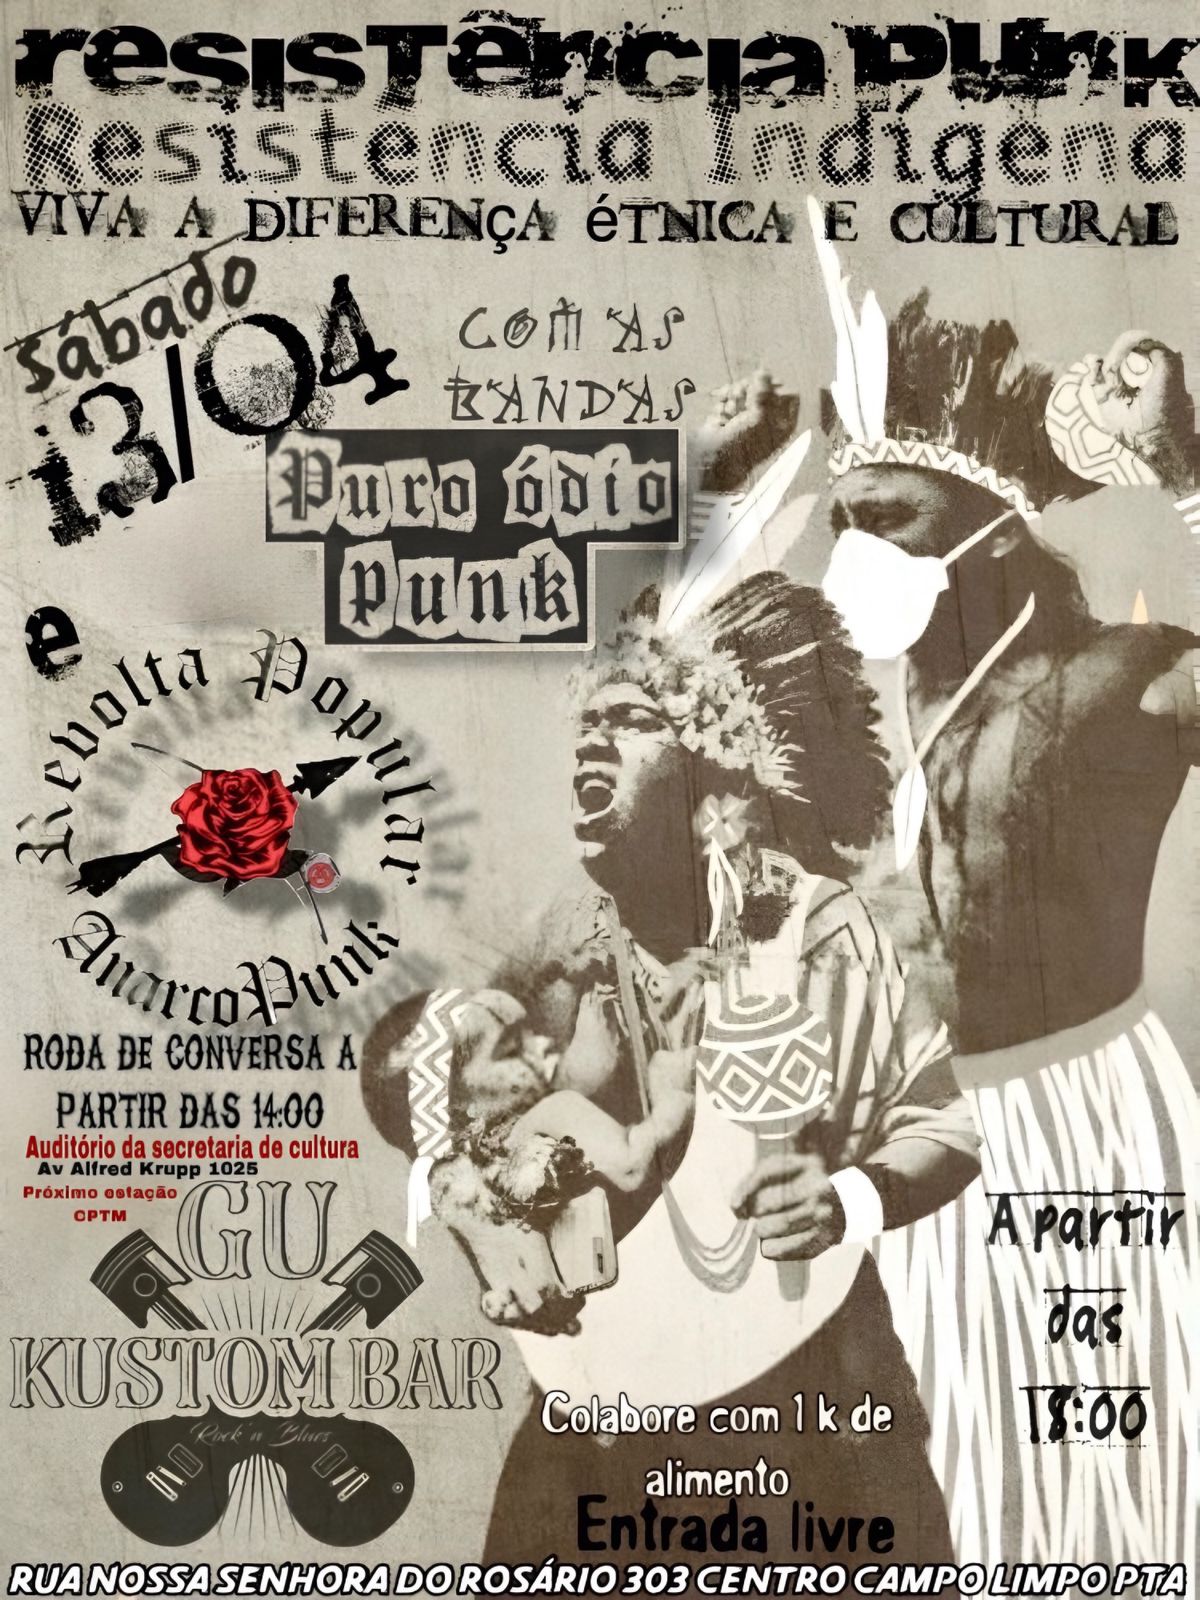 resistência punk
Resistência Indígena
VIVA A DIFERENÇA éTNICA E CULTURAL
sábado
13/04
COM AS
BANDAS
Puro ódio
punk
e
Revolta Popular
AnarcoPunk
RODA DE CONVERSA A
PARTIR DAS 14:00
Auditório da secretaria de cultura
Av Alfred Krupp 1025
Próximo estação
CPTM
GU
KUSTOM BAR
Rock'n Blues
A partir
das
18:00
Colabore com 1 k de
alimento
Entrada livre
RUA NOSSA SENHORA DO ROSÁRIO 303 CENTRO CAMPO LIMPO PTA